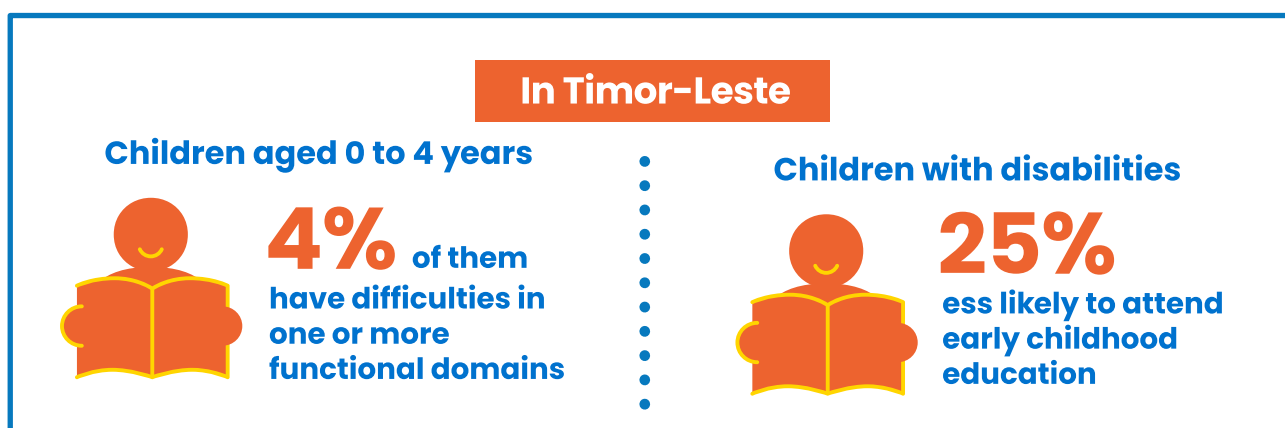 In Timor-Leste
Children aged 0 to 4 years
4% of them
have difficulties in
one or more
functional domains
Children with disabilities
25%
ess likely to attend
early childhood
education